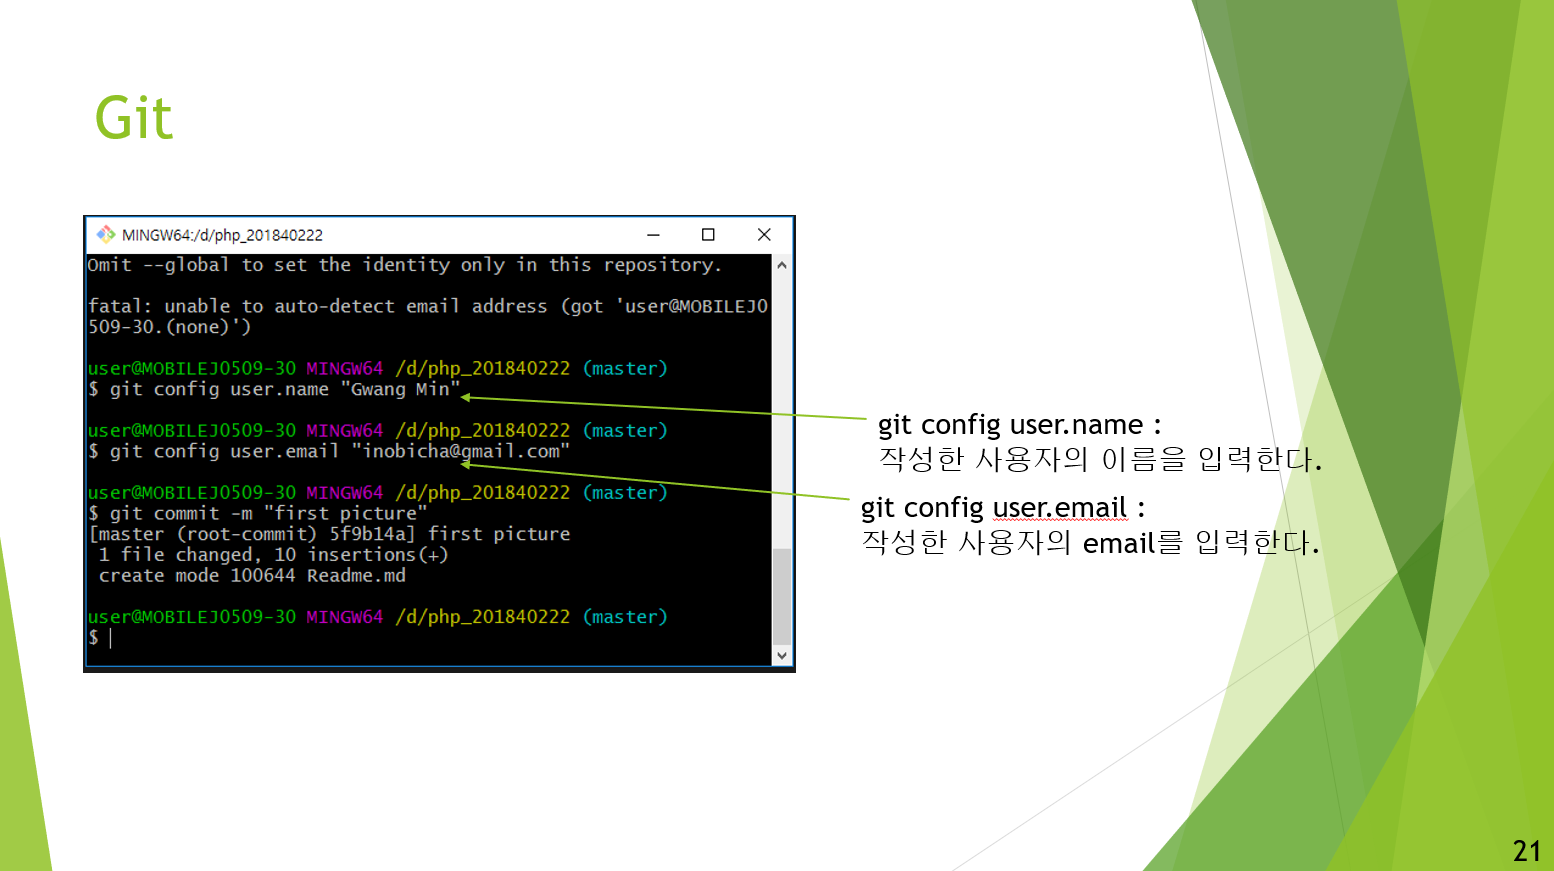 Git
MINGW64:/d/php_201840222
Omit --global to set the identity only in this repository.
fatal: unable to auto-detect email address (got 'user@MOBILEJ0
509-30.(none)')
user@MOBILEJ0509-30 MINGW64 /d/php_201840222 (master)
$ git config user.name "Gwang Min"
user@MOBILEJ0509-30 MINGW64 /d/php_201840222 (master)
$ git config user.email "inobicha@gmail.com"
user@MOBILEJ0509-30 MINGW64 /d/php_201840222 (master)
$ git commit -m "first picture"
[master (root-commit) 5f9b14a] first picture
1 file changed, 10 insertions(+)
create mode 100644 Readme.md
user@MOBILEJ0509-30 MINGW64 /d/php_201840222 (master)
$
git config user.name :
작성한 사용자의 이름을 입력한다.
git config user.email :
작성한 사용자의 email를 입력한다.
21